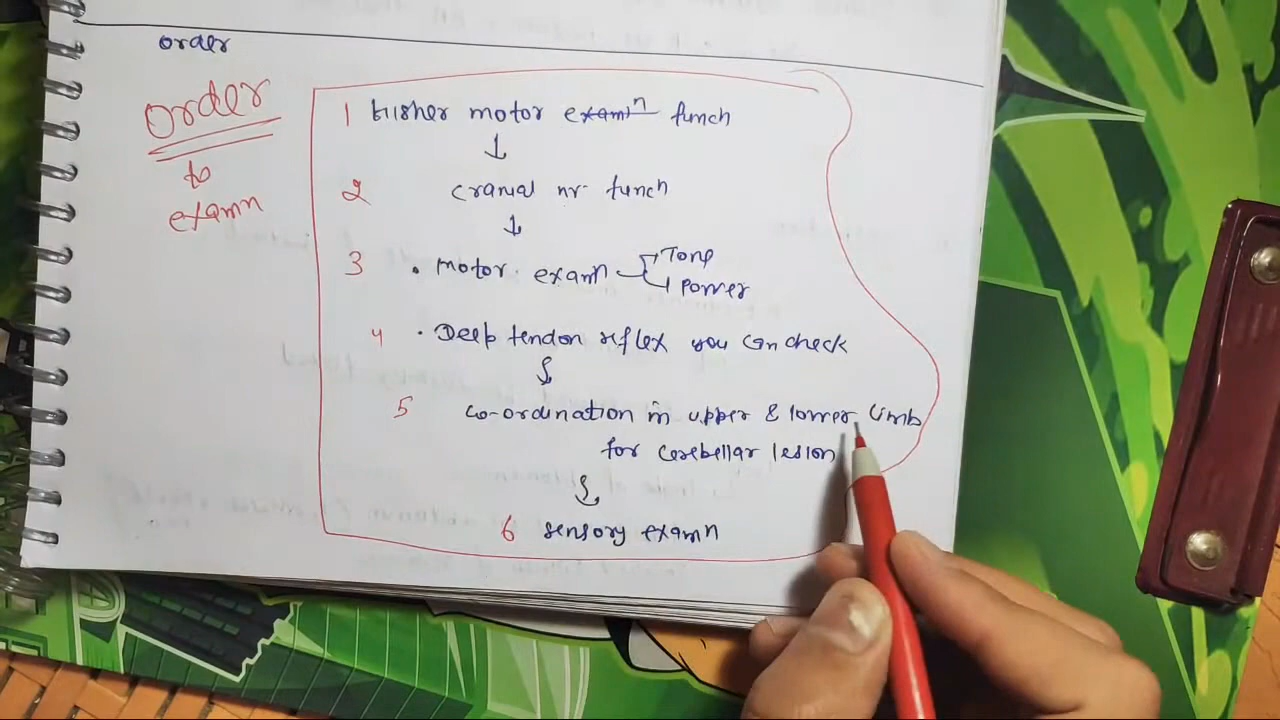 order
order
to
examn
1 Higher motor examn funcn
↓
2 cranial nr. funcn
↓
3 . motor. examn Tone
Power
4 . Deep tendon reflex you can check
5 co-ordination in upper & lower limb
for cerebellar lesion
6 sensory examn